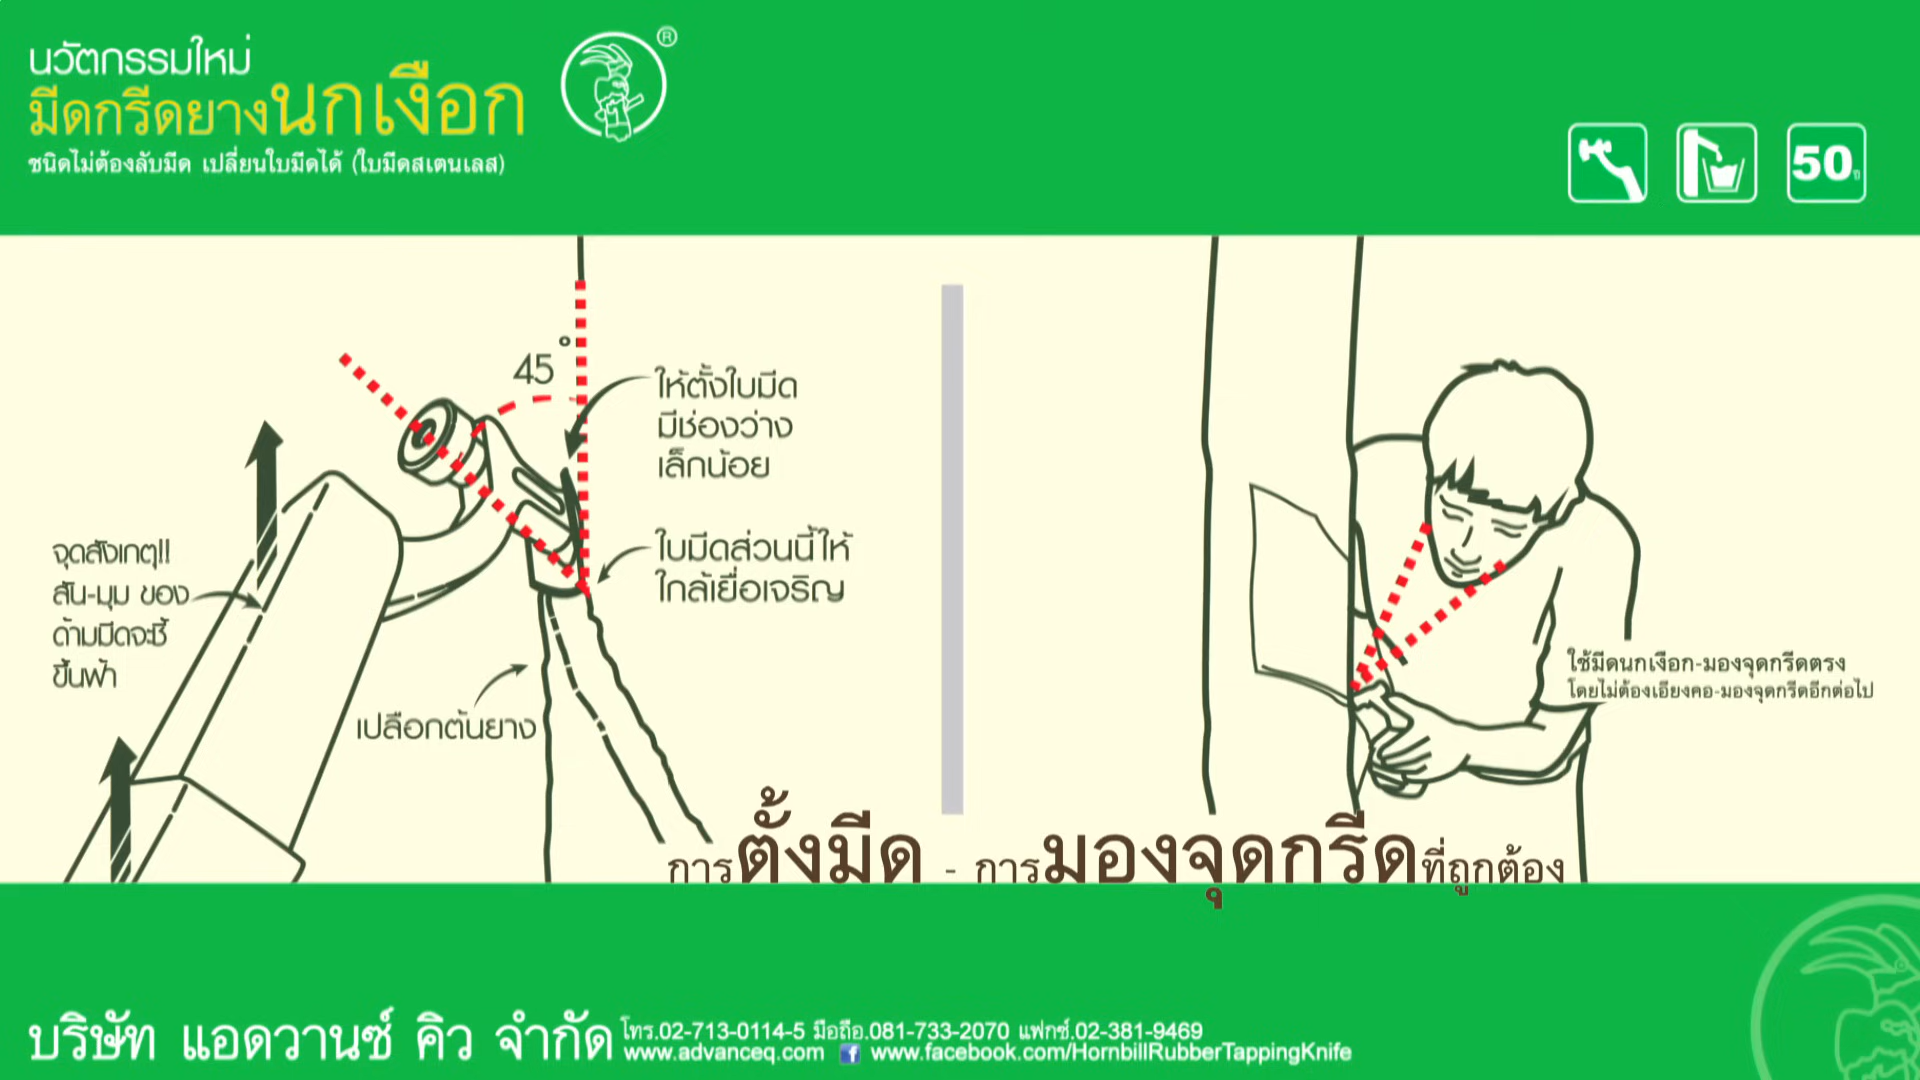 นวัตกรรมใหม่
มีดกรีดยางนกเงือก
ชนิดไม่ต้องลับมีด เปลี่ยนใบมีดได้ (ใบมีดสเตนเลส)
®
50 ปี
45°
ให้ตั้งใบมีด
มีช่องว่าง
เล็กน้อย
ใบมีดส่วนนี้ให้
ใกล้เยื่อเจริญ
จุดสังเกตุ!!
สัน-มุม ของ
ด้ามมีดจะชี้
ขึ้นฟ้า
เปลือกต้นยาง
ใช้มีดนกเงือก-มองจุดกรีดตรง
โดยไม่ต้องเอียงคอ-มองจุดกรีดอีกต่อไป
การตั้งมีด - การมองจุดกรีดที่ถูกต้อง
บริษัท แอดวานซ์ คิว จำกัด
โทร.02-713-0114-5 มือถือ.081-733-2070 แฟกซ์.02-381-9469
www.advanceq.com f www.facebook.com/HornbillRubberTappingKnife